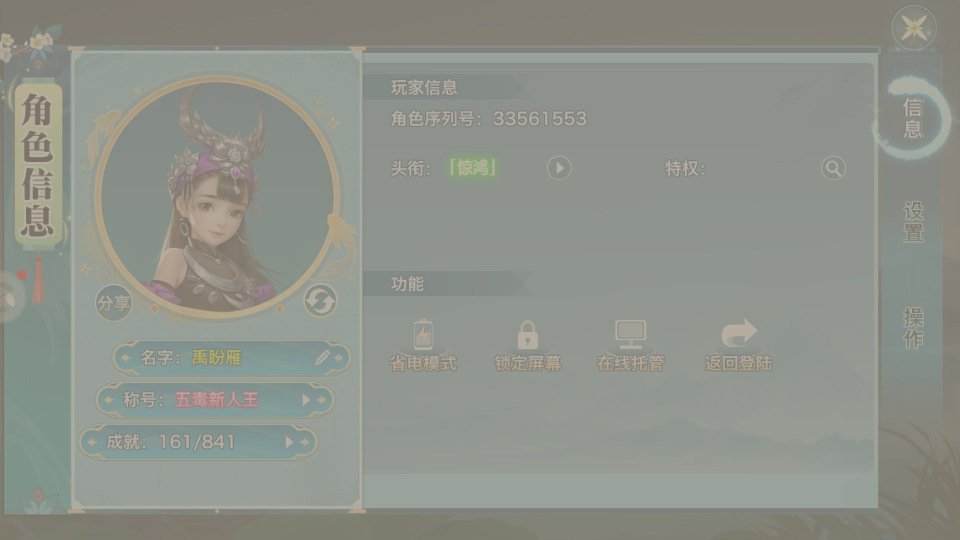 角色信息
玩家信息
角色序列号：33561553
头衔：「惊鸿」
特权：
信息
设置
操作
分享
功能
省电模式
锁定屏幕
在线托管
返回登陆
名字：禹盼雁
称号：五毒新人王
成就：161/841